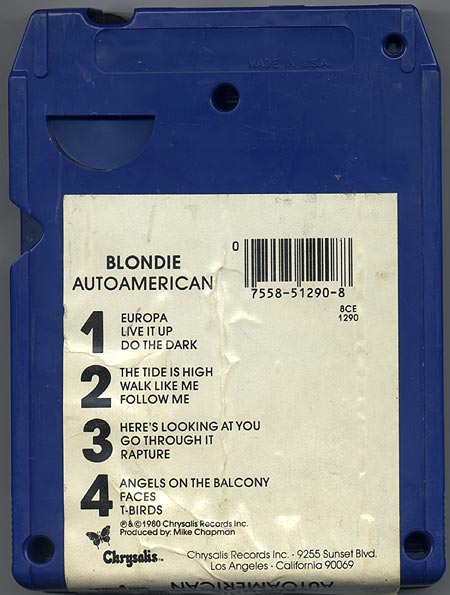 MADE IN U.S.A.
BLONDIE
AUTOAMERICAN
0 7558-51290-8
8CE
1290
1
EUROPA
LIVE IT UP
DO THE DARK
2
THE TIDE IS HIGH
WALK LIKE ME
FOLLOW ME
3
HERE'S LOOKING AT YOU
GO THROUGH IT
RAPTURE
4
ANGELS ON THE BALCONY
FACES
T-BIRDS
℗&©1980 Chrysalis Records Inc.
Produced by: Mike Chapman
Chrysalis™
Chrysalis Records Inc. · 9255 Sunset Blvd.
Los Angeles · California 90069
AUTOAMERICAN